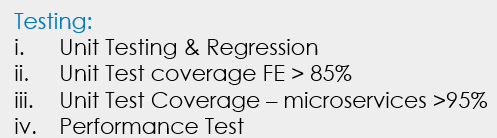 Testing:
i. Unit Testing & Regression
ii. Unit Test coverage FE > 85%
iii. Unit Test Coverage – microservices >95%
iv. Performance Test